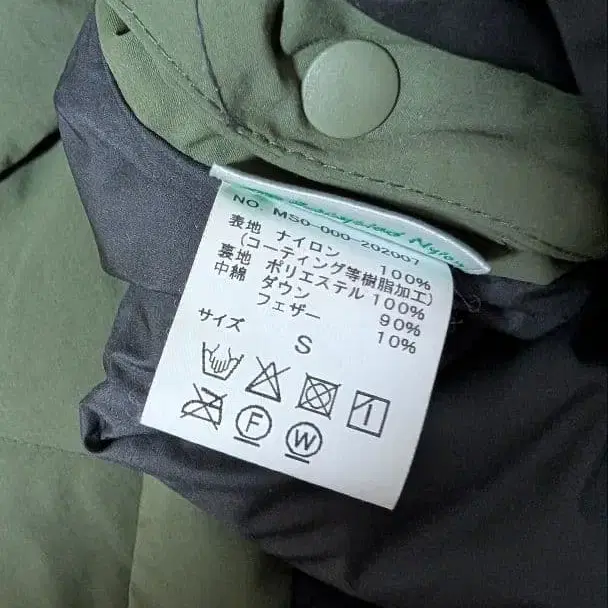 recycled Nylon
NO. MS0-000-202007
表地 ナイロン 100%
(コーティング等樹脂加工)
裏地 ポリエステル 100%
中綿 ダウン 90%
フェザー 10%
サイズ S
F W